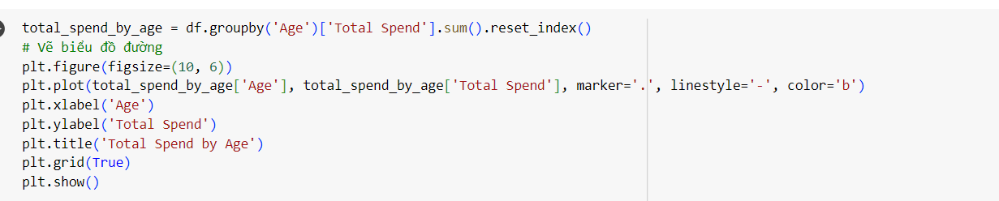 total_spend_by_age = df.groupby('Age')['Total Spend'].sum().reset_index()
# Vẽ biểu đồ đường
plt.figure(figsize=(10, 6))
plt.plot(total_spend_by_age['Age'], total_spend_by_age['Total Spend'], marker='.', linestyle='-', color='b')
plt.xlabel('Age')
plt.ylabel('Total Spend')
plt.title('Total Spend by Age')
plt.grid(True)
plt.show()